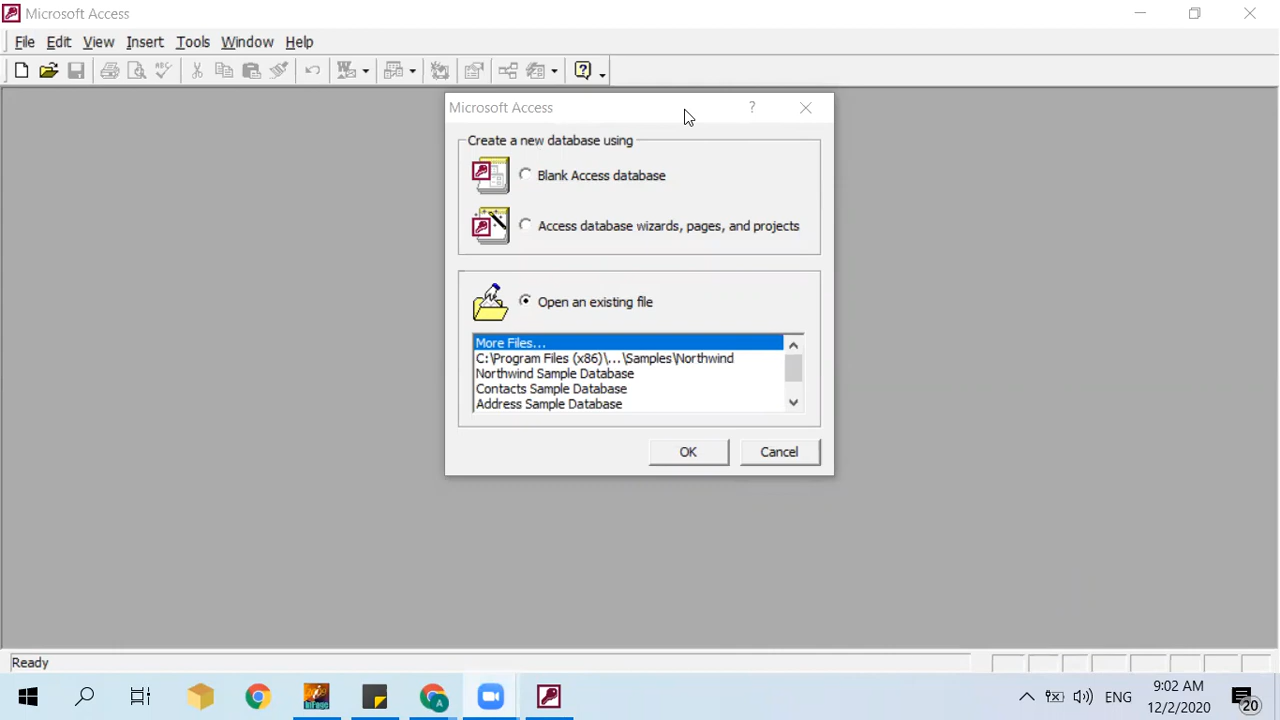 Microsoft Access
File Edit View Insert Tools Window Help
Microsoft Access
Create a new database using
Blank Access database
Access database wizards, pages, and projects
Open an existing file
More Files...
C:\Program Files (x86)\...\Samples\Northwind
Northwind Sample Database
Contacts Sample Database
Address Sample Database
OK Cancel
Ready
ENG
9:02 AM
12/2/2020
20